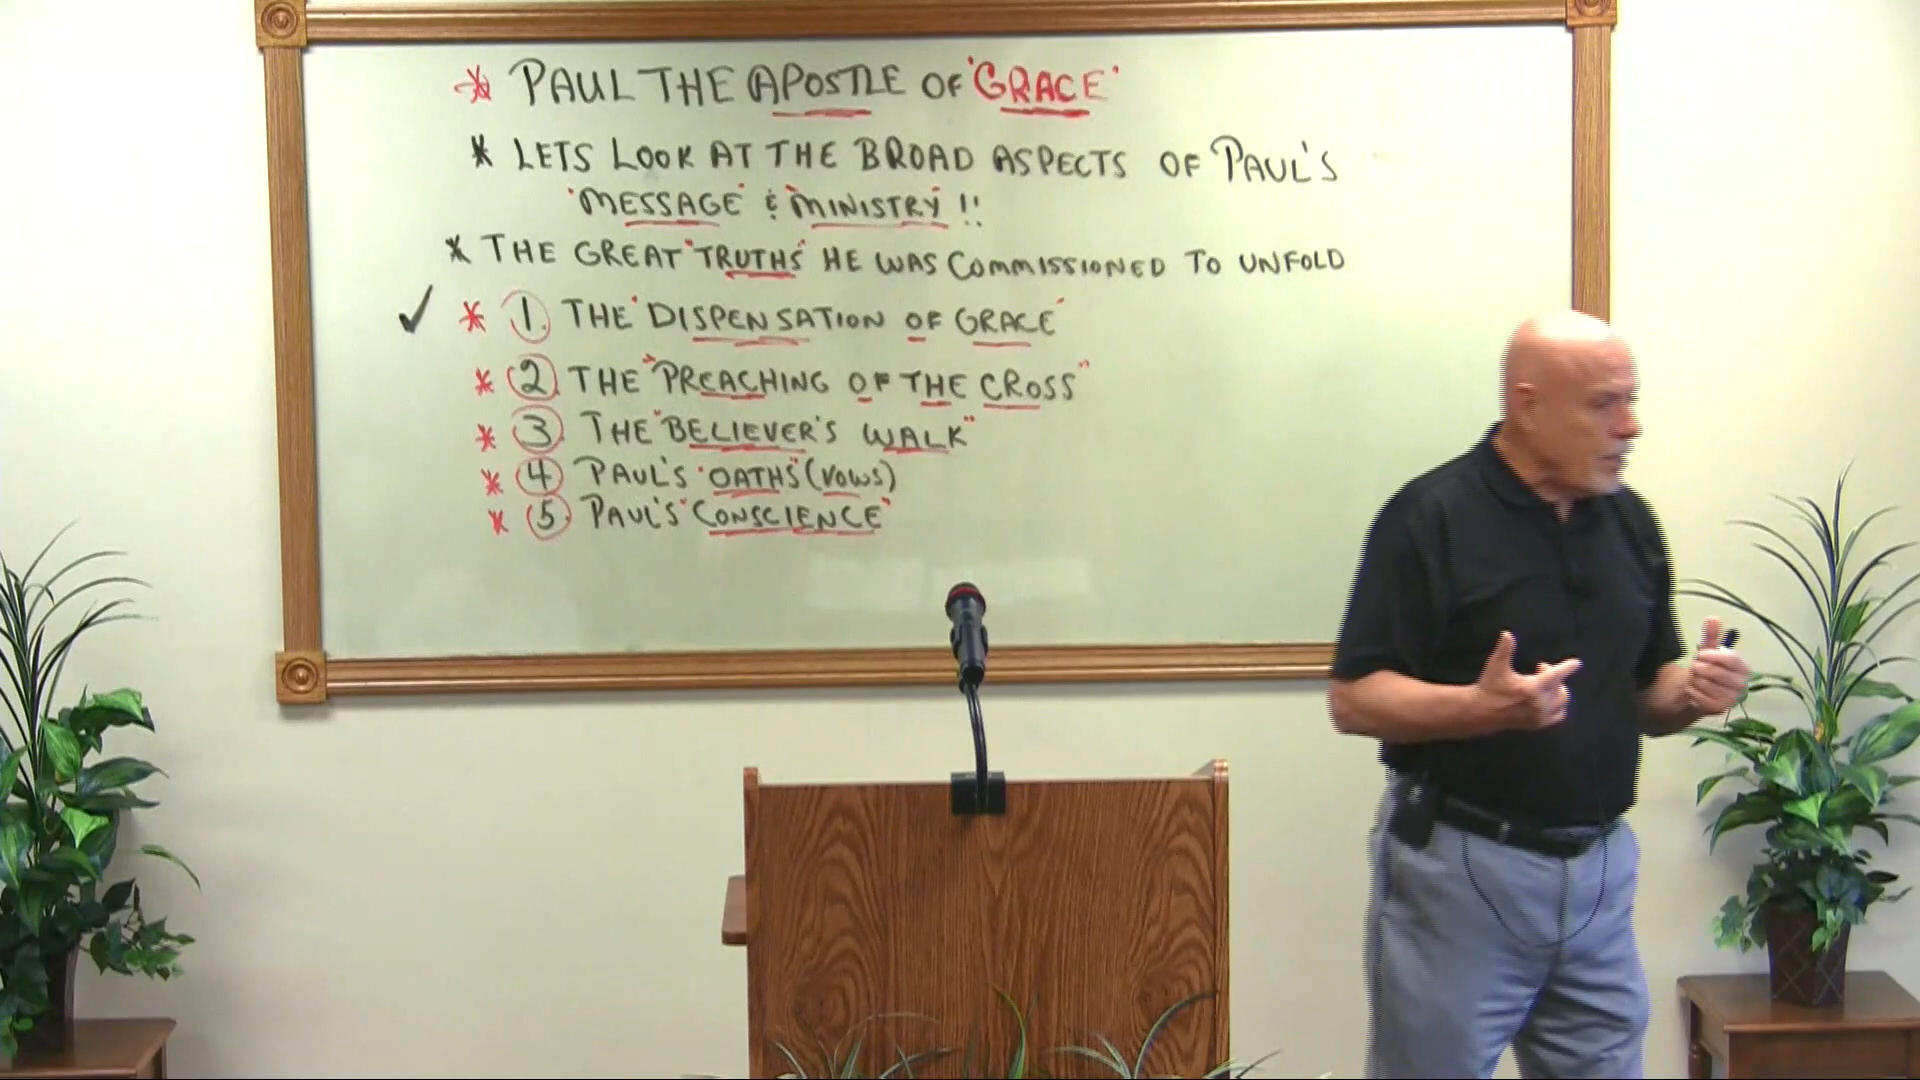 * PAUL THE APOSTLE OF "GRACE"
* LETS LOOK AT THE BROAD ASPECTS OF PAUL'S
"MESSAGE" & "MINISTRY" !!
* THE GREAT "TRUTHS" HE WAS COMMISSIONED TO UNFOLD
✓ * 1. THE "DISPENSATION OF GRACE"
* 2. THE "PREACHING OF THE CROSS"
* 3. THE "BELIEVER'S WALK"
* 4. PAUL'S "OATHS" (VOWS)
* 5. PAUL'S "CONSCIENCE"